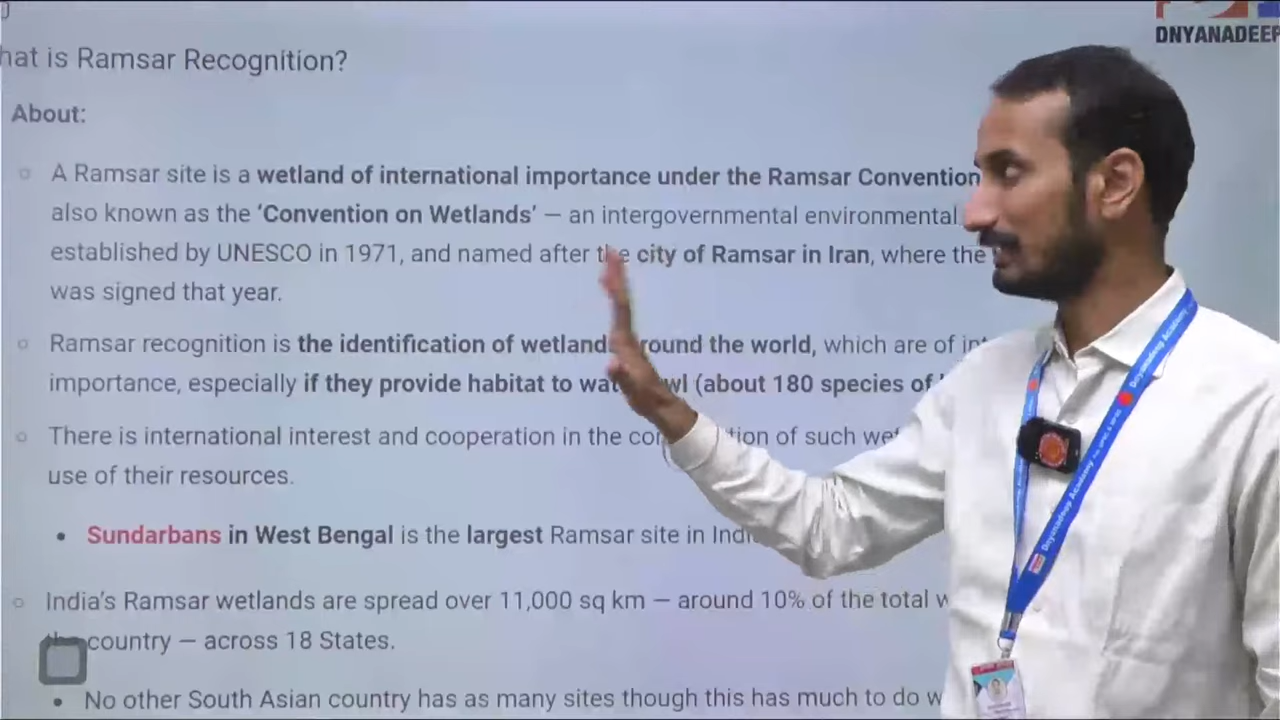 DNYANADEEP
hat is Ramsar Recognition?
About:
A Ramsar site is a wetland of international importance under the Ramsar Convention
also known as the ‘Convention on Wetlands’ — an intergovernmental environmental
established by UNESCO in 1971, and named after the city of Ramsar in Iran, where the
was signed that year.
Ramsar recognition is the identification of wetlands around the world, which are of
importance, especially if they provide habitat to (about 180 species of
There is international interest and cooperation in the of such
use of their resources.
Sundarbans in West Bengal is the largest Ramsar site in
India’s Ramsar wetlands are spread over 11,000 sq km — around 10% of the total
the country — across 18 States.
No other South Asian country has as many sites though this has much to do
Dnyanadeep Academy
Dnyanadeep Academy